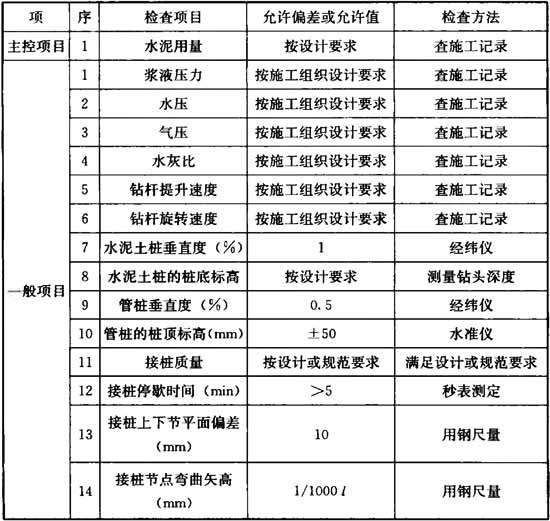 项 序 检查项目 允许偏差或允许值 检查方法
主控项目 1 水泥用量 按设计要求 查施工记录
一般项目
1 浆液压力 按施工组织设计要求 查施工记录
2 水压 按施工组织设计要求 查施工记录
3 气压 按施工组织设计要求 查施工记录
4 水灰比 按施工组织设计要求 查施工记录
5 钻杆提升速度 按施工组织设计要求 查施工记录
6 钻杆旋转速度 按施工组织设计要求 查施工记录
7 水泥土桩垂直度（%） 1 经纬仪
8 水泥土桩的桩底标高 按设计要求 测量钻头深度
9 管桩垂直度（%） 0.5 经纬仪
10 管桩的桩顶标高(mm) ±50 水准仪
11 接桩质量 按设计或规范要求 满足设计或规范要求
12 接桩停歇时间（min） >5 秒表测定
13 接桩上下节平面偏差
（mm） 10 用钢尺量
14 接桩节点弯曲矢高
（mm） 1/1000 l 用钢尺量